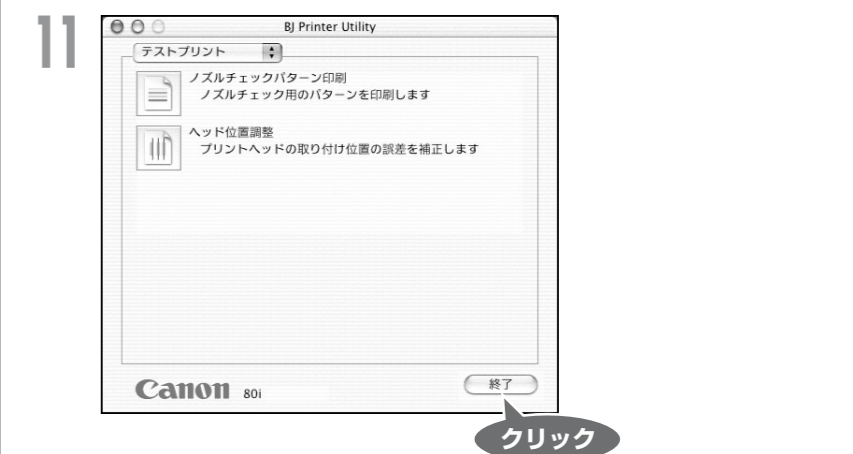 11
BJ Printer Utility
テストプリント
ノズルチェックパターン印刷
ノズルチェック用のパターンを印刷します
ヘッド位置調整
プリントヘッドの取り付け位置の誤差を補正します
Canon 80i
終了
クリック